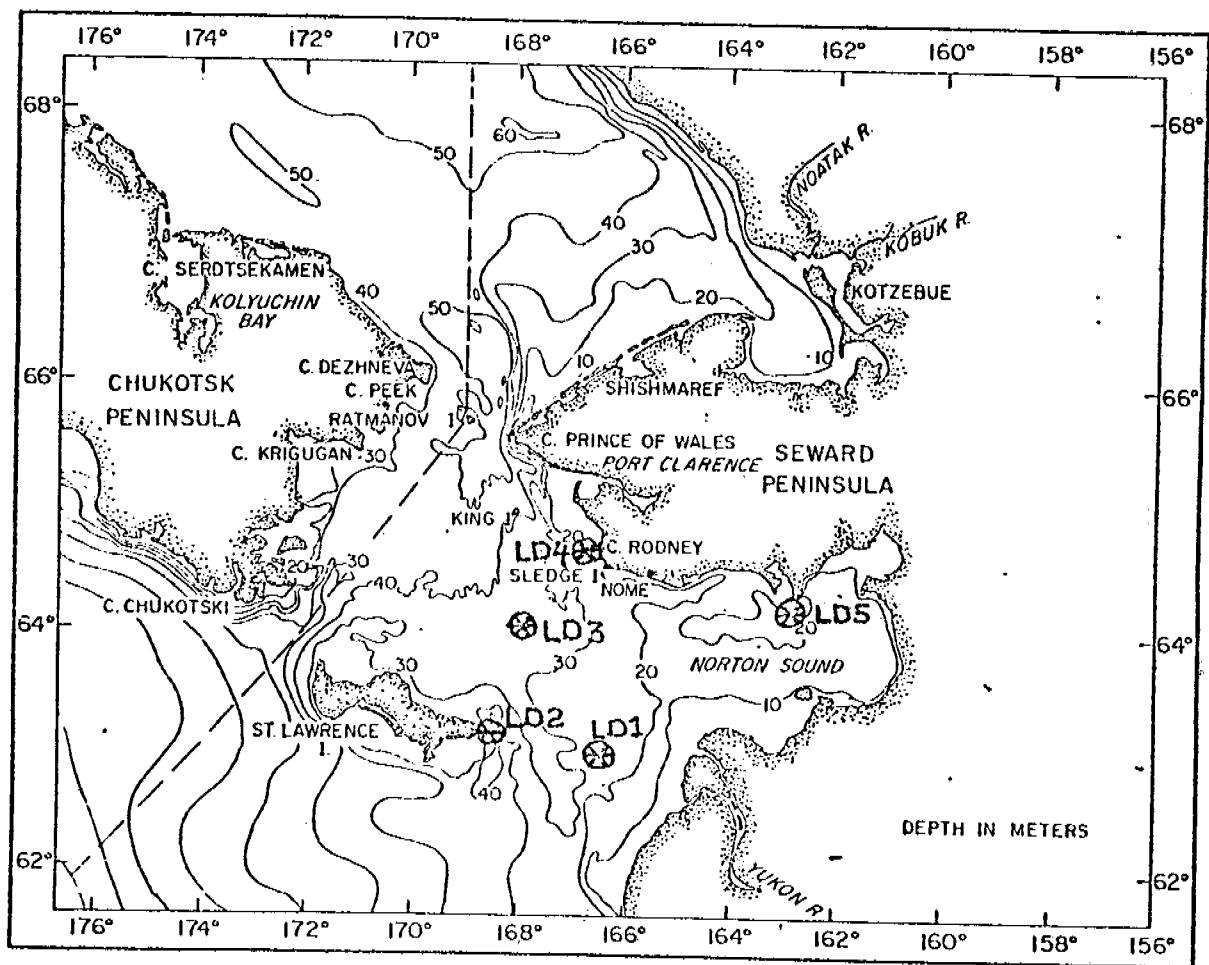 176° 174° 172° 170° 168° 166° 164° 162° 160° 158° 156°
68° 68°
NOATAK R.
KOBUK R.
60
50
50
40
30
20
10
C. SERDTSEKAMEN
KOLYUCHIN
BAY
40
50
KOTZEBUE
10
66° 66°
CHUKOTSK
PENINSULA
C. DEZHNEVA
C. PEEK
RATMANOV I.
SHISHMAREF
C. KRIGUGAN
30
C. PRINCE OF WALES
PORT CLARENCE
SEWARD
PENINSULA
KING I.
20
LD4
C. RODNEY
SLEDGE I.
NOME
20
30
40
C. CHUKOTSKI
64° 64°
LD3
LD5
20
30
30
20
NORTON SOUND
10
ST. LAWRENCE
I.
LD2
LD1
40
DEPTH IN METERS
62° 62°
YUKON R.
176° 174° 172° 170° 168° 166° 164° 162° 160° 158° 156°